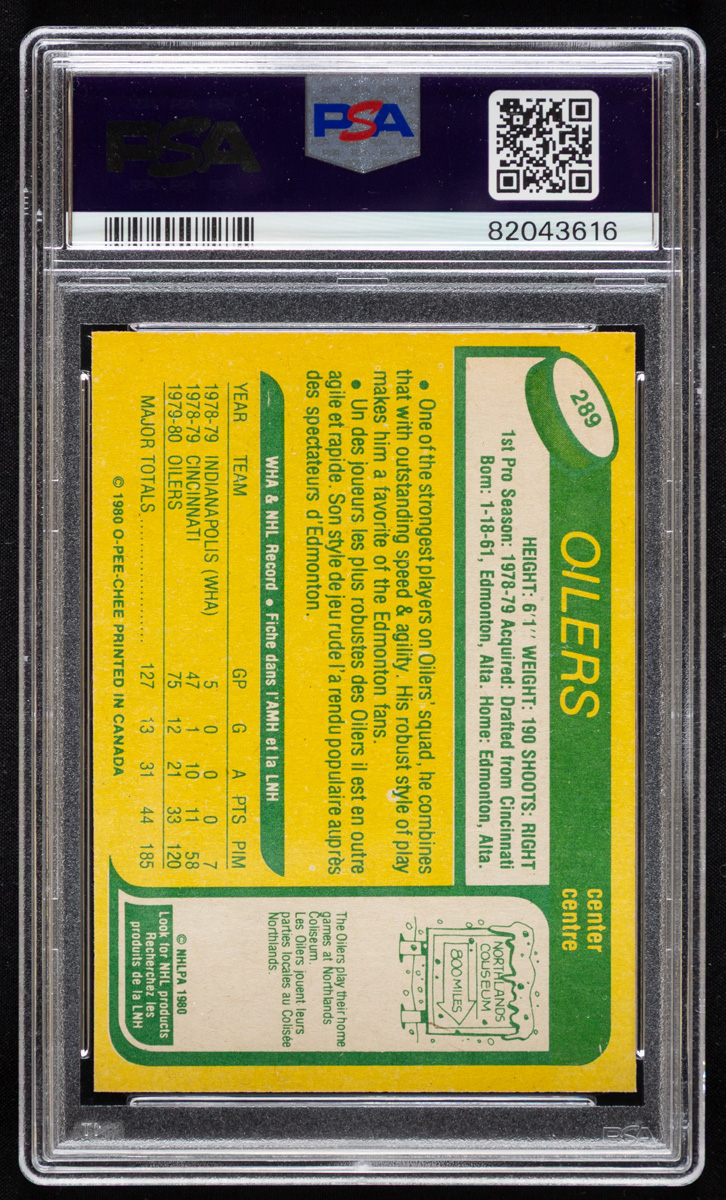 PSA
PSA
82043616
289
OILERS
center
centre
HEIGHT: 6'1" WEIGHT: 190 SHOOTS: RIGHT
1st Pro Season: 1978-79 Acquired: Drafted from Cincinnati
Born: 1-18-61, Edmonton, Alta. Home: Edmonton, Alta.
• One of the strongest players on Oilers' squad, he combines
that with outstanding speed & agility. His robust style of play
makes him a favorite of the Edmonton fans.
• Un des joueurs les plus robustes des Oilers il est en outre
agile et rapide. Son style de jeu rude l'a rendu populaire auprès
des spectateurs d'Edmonton.
WHA & NHL Record • Fiche dans l'AMH et la LNH
YEAR TEAM GP G A PTS PIM
1978-79 INDIANAPOLIS (WHA) 5 0 0 0 7
1978-79 CINCINNATI 47 1 10 11 58
1979-80 OILERS 75 12 21 33 120
MAJOR TOTALS 127 13 31 44 185
© 1980 O-PEE-CHEE PRINTED IN CANADA
NORTHLANDS
COLISEUM
800 MILES
The Oilers play their home
games at Northlands
Coliseum.
Les Oilers jouent leurs
parties locales au Colisée
Northlands.
© NHLPA 1980
Look for NHL products
Recherchez les
produits de la LNH
PSA